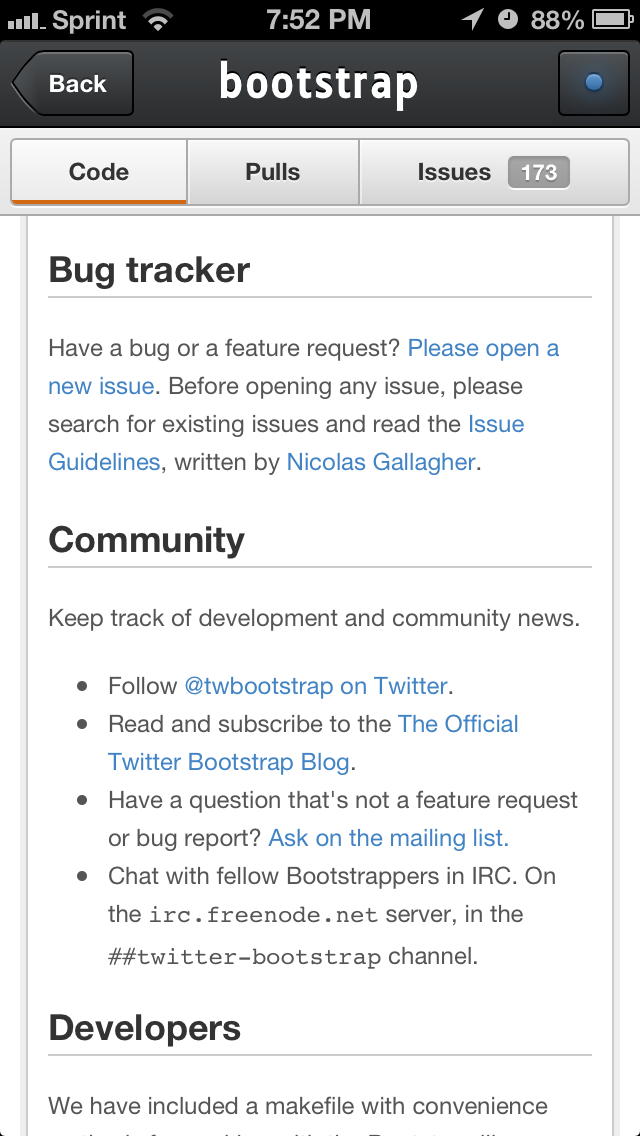 Sprint 7:52 PM 88%
Back bootstrap
Code Pulls Issues 173
Bug tracker
Have a bug or a feature request? Please open a
new issue. Before opening any issue, please
search for existing issues and read the Issue
Guidelines, written by Nicolas Gallagher.
Community
Keep track of development and community news.
• Follow @twbootstrap on Twitter.
• Read and subscribe to the The Official
Twitter Bootstrap Blog.
• Have a question that's not a feature request
or bug report? Ask on the mailing list.
• Chat with fellow Bootstrappers in IRC. On
the irc.freenode.net server, in the
##twitter-bootstrap channel.
Developers
We have included a makefile with convenience